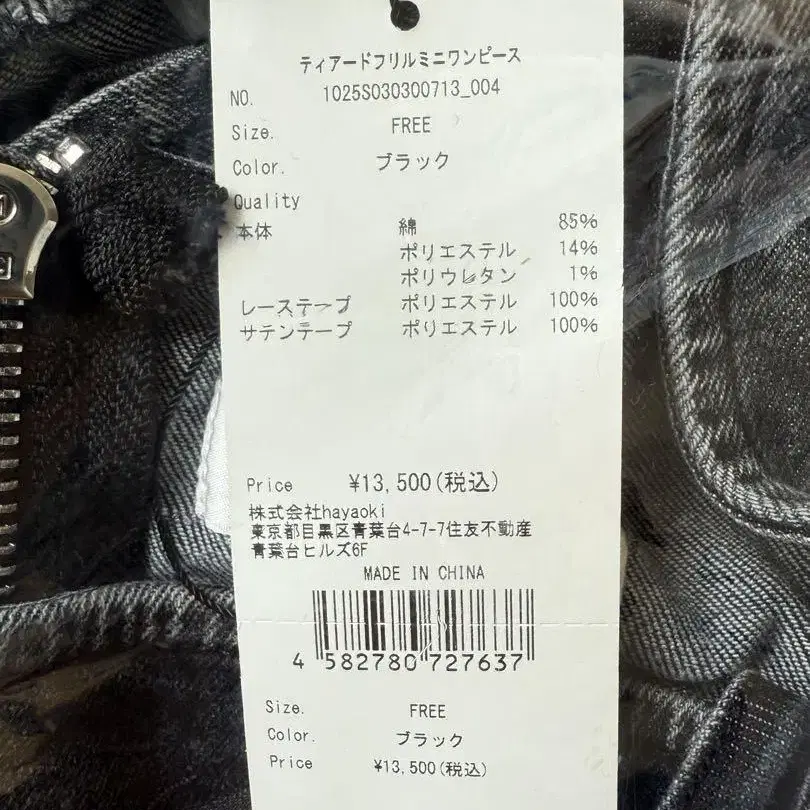 ティアードフリルミニワンピース
NO. 1025S030300713_004
Size. FREE
Color. ブラック
Quality
本体 綿 85%
ポリエステル 14%
ポリウレタン 1%
レーステープ ポリエステル 100%
サテンテープ ポリエステル 100%
Price ¥13,500(税込)
株式会社hayaoki
東京都目黒区青葉台4-7-7住友不動産
青葉台ヒルズ6F
MADE IN CHINA
4 582780 727637
Size. FREE
Color. ブラック
Price ¥13,500(税込)